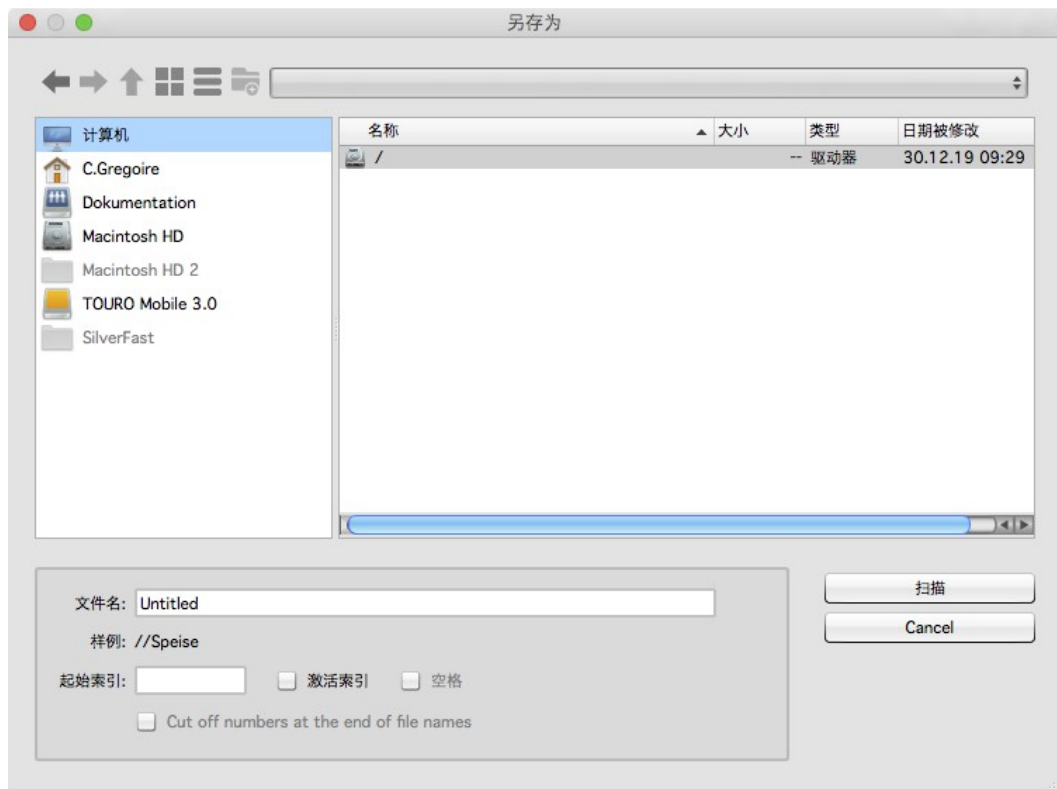 另存为
计算机
C.Gregoire
Dokumentation
Macintosh HD
Macintosh HD 2
TOURO Mobile 3.0
SilverFast
名称 大小 类型 日期被修改
/ -- 驱动器 30.12.19 09:29
文件名: Untitled
样例: //Speise
起始索引: 激活索引 空格
Cut off numbers at the end of file names
扫描
Cancel